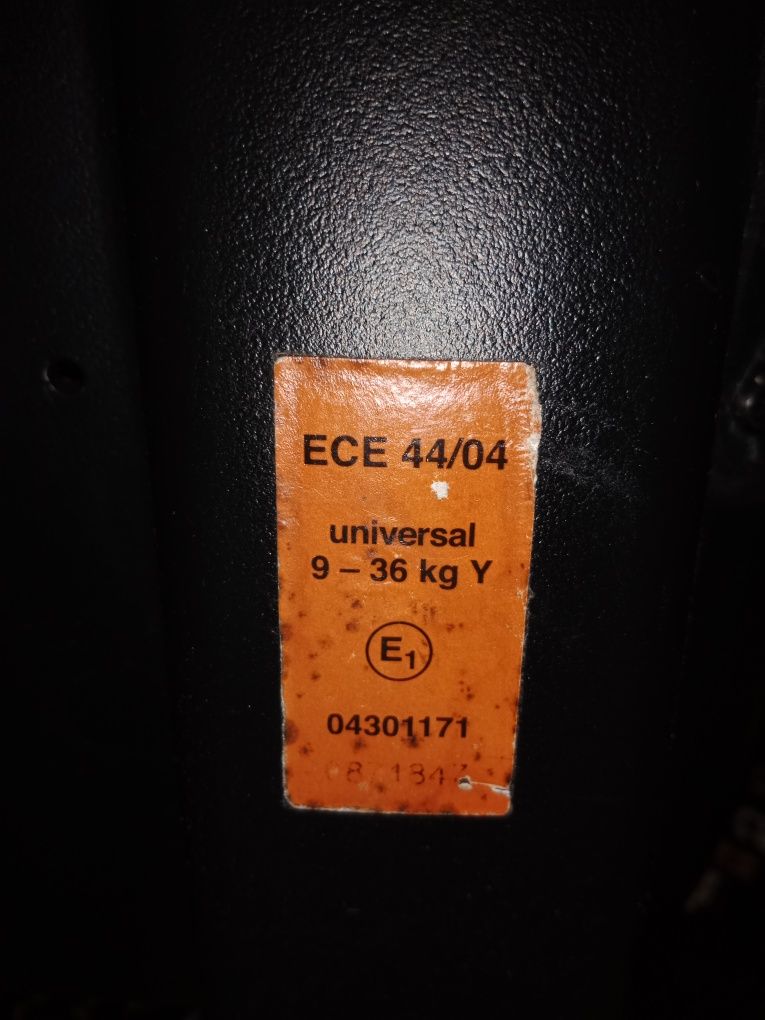 ECE 44/04
universal
9 – 36 kg Y
E1
04301171